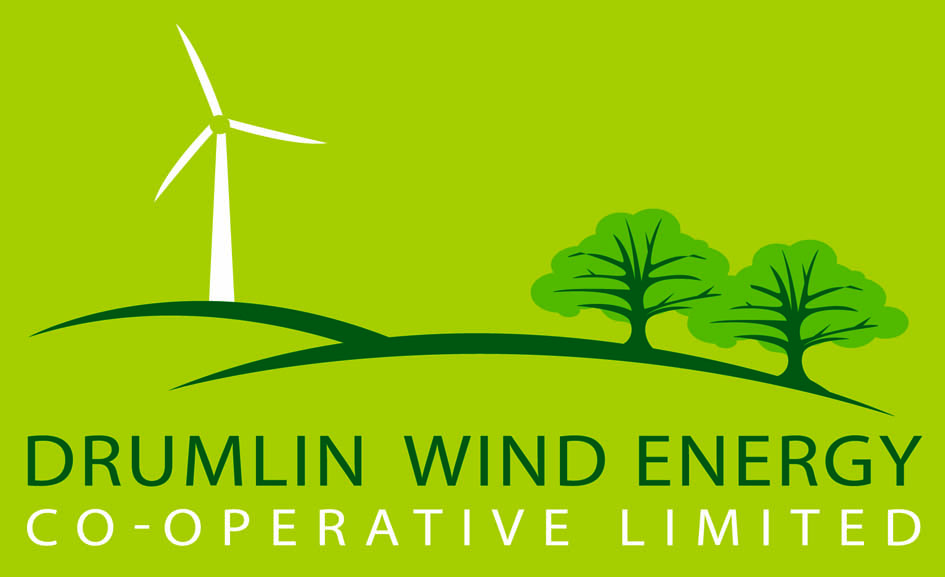 DRUMLIN WIND ENERGY
CO-OPERATIVE LIMITED